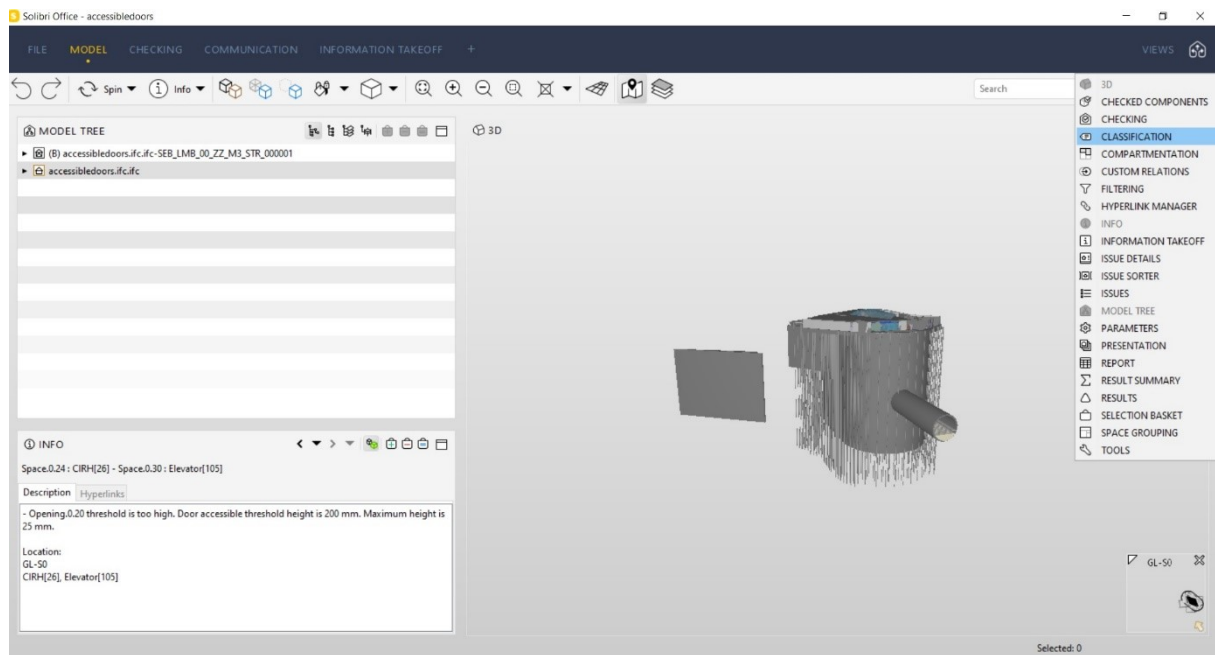 Solibri Office - accessibledoors
FILE MODEL CHECKING COMMUNICATION INFORMATION TAKEOFF + VIEWS
Spin Info Search
MODEL TREE
(B) accessibledoors.ifc.ifc-SEB_LMB_00_ZZ_M3_STR_000001
accessibledoors.ifc.ifc
INFO
Space.0.24 : CIRH[26] - Space.0.30 : Elevator[105]
Description Hyperlinks
- Opening.0.20 threshold is too high. Door accessible threshold height is 200 mm. Maximum height is
25 mm.
Location:
GL-S0
CIRH[26], Elevator[105]
3D
3D
CHECKED COMPONENTS
CHECKING
CLASSIFICATION
COMPARTMENTATION
CUSTOM RELATIONS
FILTERING
HYPERLINK MANAGER
INFO
INFORMATION TAKEOFF
ISSUE DETAILS
ISSUE SORTER
ISSUES
MODEL TREE
PARAMETERS
PRESENTATION
REPORT
RESULT SUMMARY
RESULTS
SELECTION BASKET
SPACE GROUPING
TOOLS
GL-S0
Selected: 0